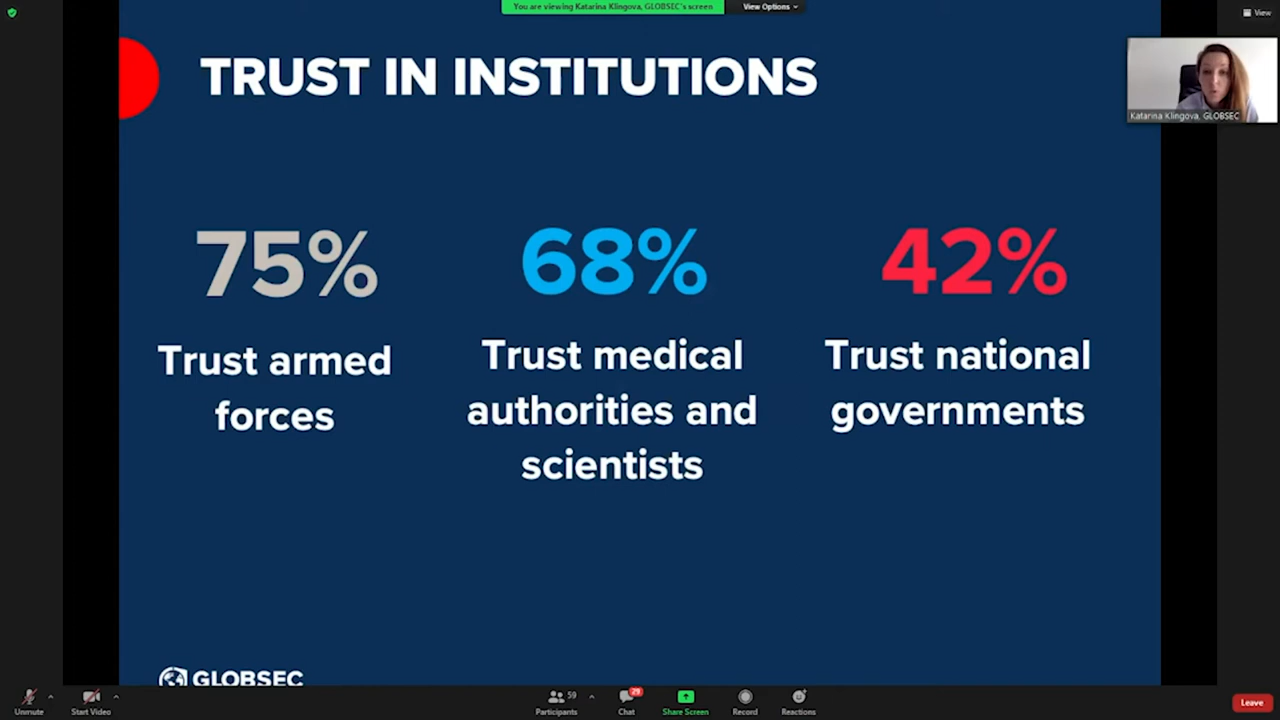 You are viewing Katarina Klingova, GLOBSEC's screen
View Options
View
TRUST IN INSTITUTIONS
Katarina Klingova, GLOBSEC
75%
Trust armed
forces
68%
Trust medical
authorities and
scientists
42%
Trust national
governments
GLOBSEC
Unmute
Start Video
59
Participants
29
Chat
Share Screen
Record
Reactions
Leave